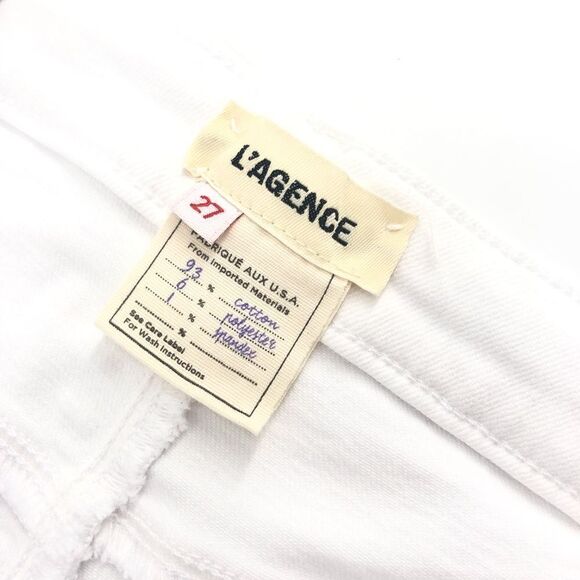 L'AGENCE
27
FABRIQUÉ AUX U.S.A.
From Imported Materials
93 % cotton
6 % polyester
1 % spandex
%
See Care Label
For Wash Instructions